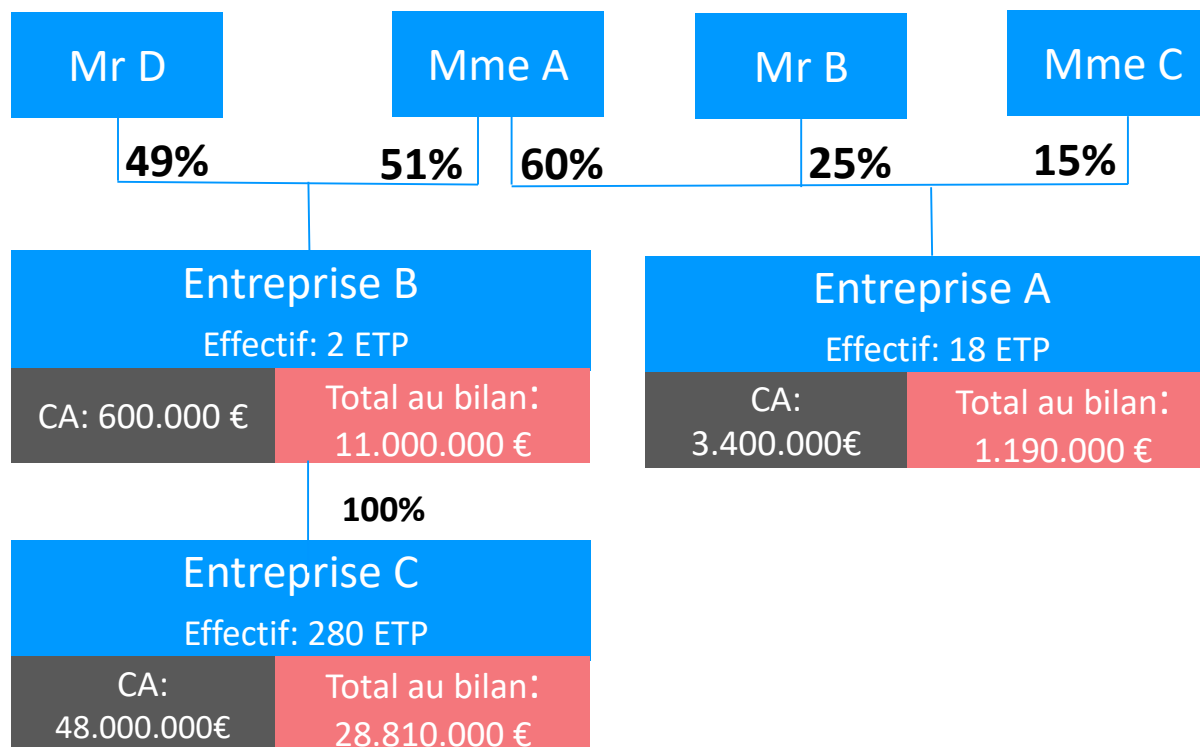 Mr D
Mme A
Mr B
Mme C
49%
51%
60%
25%
15%
Entreprise B
Effectif: 2 ETP
CA: 600.000 €
Total au bilan:
11.000.000 €
Entreprise A
Effectif: 18 ETP
CA:
3.400.000€
Total au bilan:
1.190.000 €
100%
Entreprise C
Effectif: 280 ETP
CA:
48.000.000€
Total au bilan:
28.810.000 €